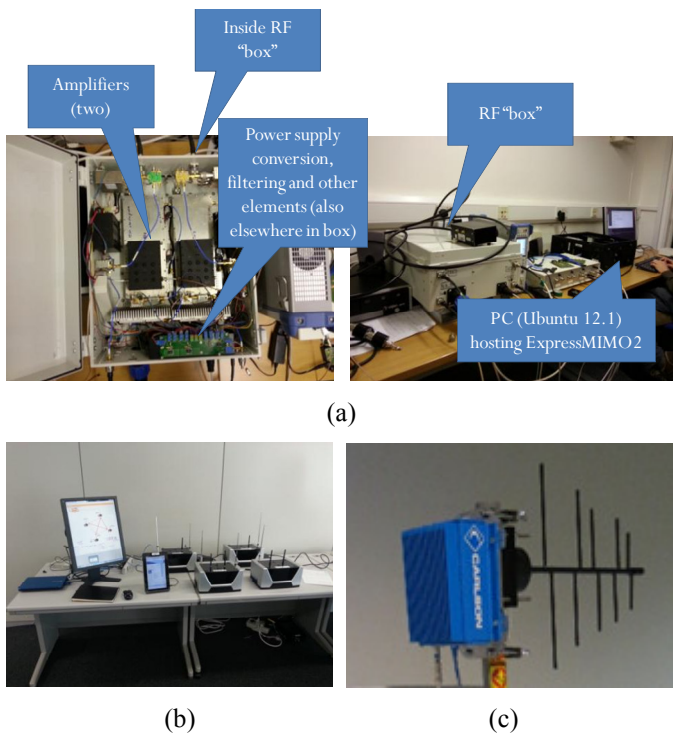 Inside RF
“box”
Amplifiers
(two)
Power supply
conversion,
filtering and other
elements (also
elsewhere in box)
RF“box”
PC (Ubuntu 12.1)
hosting ExpressMIMO2
(a)
CARLSON
(b)
(c)